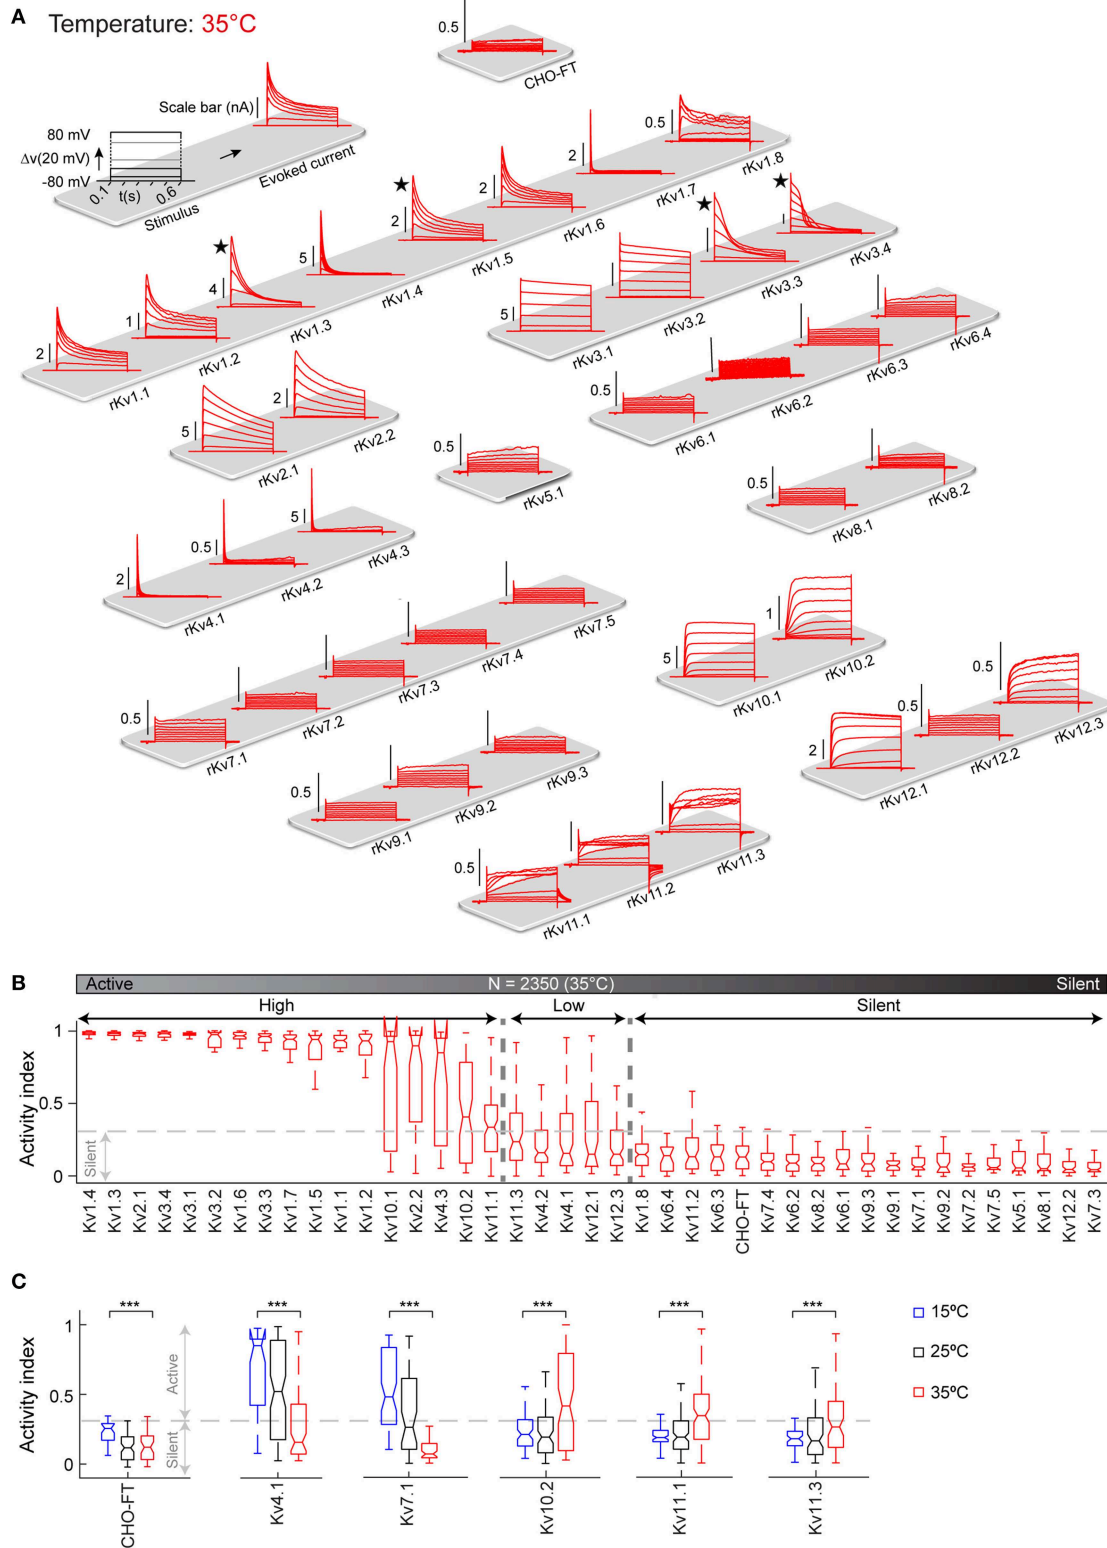 A
Temperature: 35°C
0.5
CHO-FT
Scale bar (nA)
80 mV
Δv(20 mV)
-80 mV
0.1
t(s)
0.6
Stimulus
Evoked current
2
1
4
5
2
2
2
0.5
rKv1.1
rKv1.2
rKv1.3
rKv1.4
rKv1.5
rKv1.6
rKv1.7
rKv1.8
5
2
rKv2.1
rKv2.2
5
rKv3.1
rKv3.2
rKv3.3
rKv3.4
0.5
rKv6.1
rKv6.2
rKv6.3
rKv6.4
0.5
rKv5.1
0.5
rKv8.1
rKv8.2
2
0.5
5
rKv4.1
rKv4.2
rKv4.3
0.5
rKv7.1
rKv7.2
rKv7.3
rKv7.4
rKv7.5
5
1
rKv10.1
rKv10.2
0.5
rKv9.1
rKv9.2
rKv9.3
2
0.5
rKv12.1
rKv12.2
rKv12.3
0.5
rKv11.1
rKv11.2
rKv11.3
B
Active
N = 2350 (35°C)
Silent
High
Low
Silent
Activity index
1
0.5
0
Silent
Kv1.4
Kv1.3
Kv2.1
Kv3.4
Kv3.1
Kv3.2
Kv1.6
Kv3.3
Kv1.7
Kv1.5
Kv1.1
Kv1.2
Kv10.1
Kv2.2
Kv4.3
Kv10.2
Kv11.1
Kv11.3
Kv4.2
Kv4.1
Kv12.1
Kv12.3
Kv1.8
Kv6.4
Kv11.2
Kv6.3
CHO-FT
Kv7.4
Kv6.2
Kv8.2
Kv6.1
Kv9.3
Kv9.1
Kv7.1
Kv9.2
Kv7.2
Kv7.5
Kv5.1
Kv8.1
Kv12.2
Kv7.3
C
Activity index
1
0.5
0
Active
Silent
***
***
***
***
***
***
CHO-FT
Kv4.1
Kv7.1
Kv10.2
Kv11.1
Kv11.3
15ºC
25ºC
35ºC